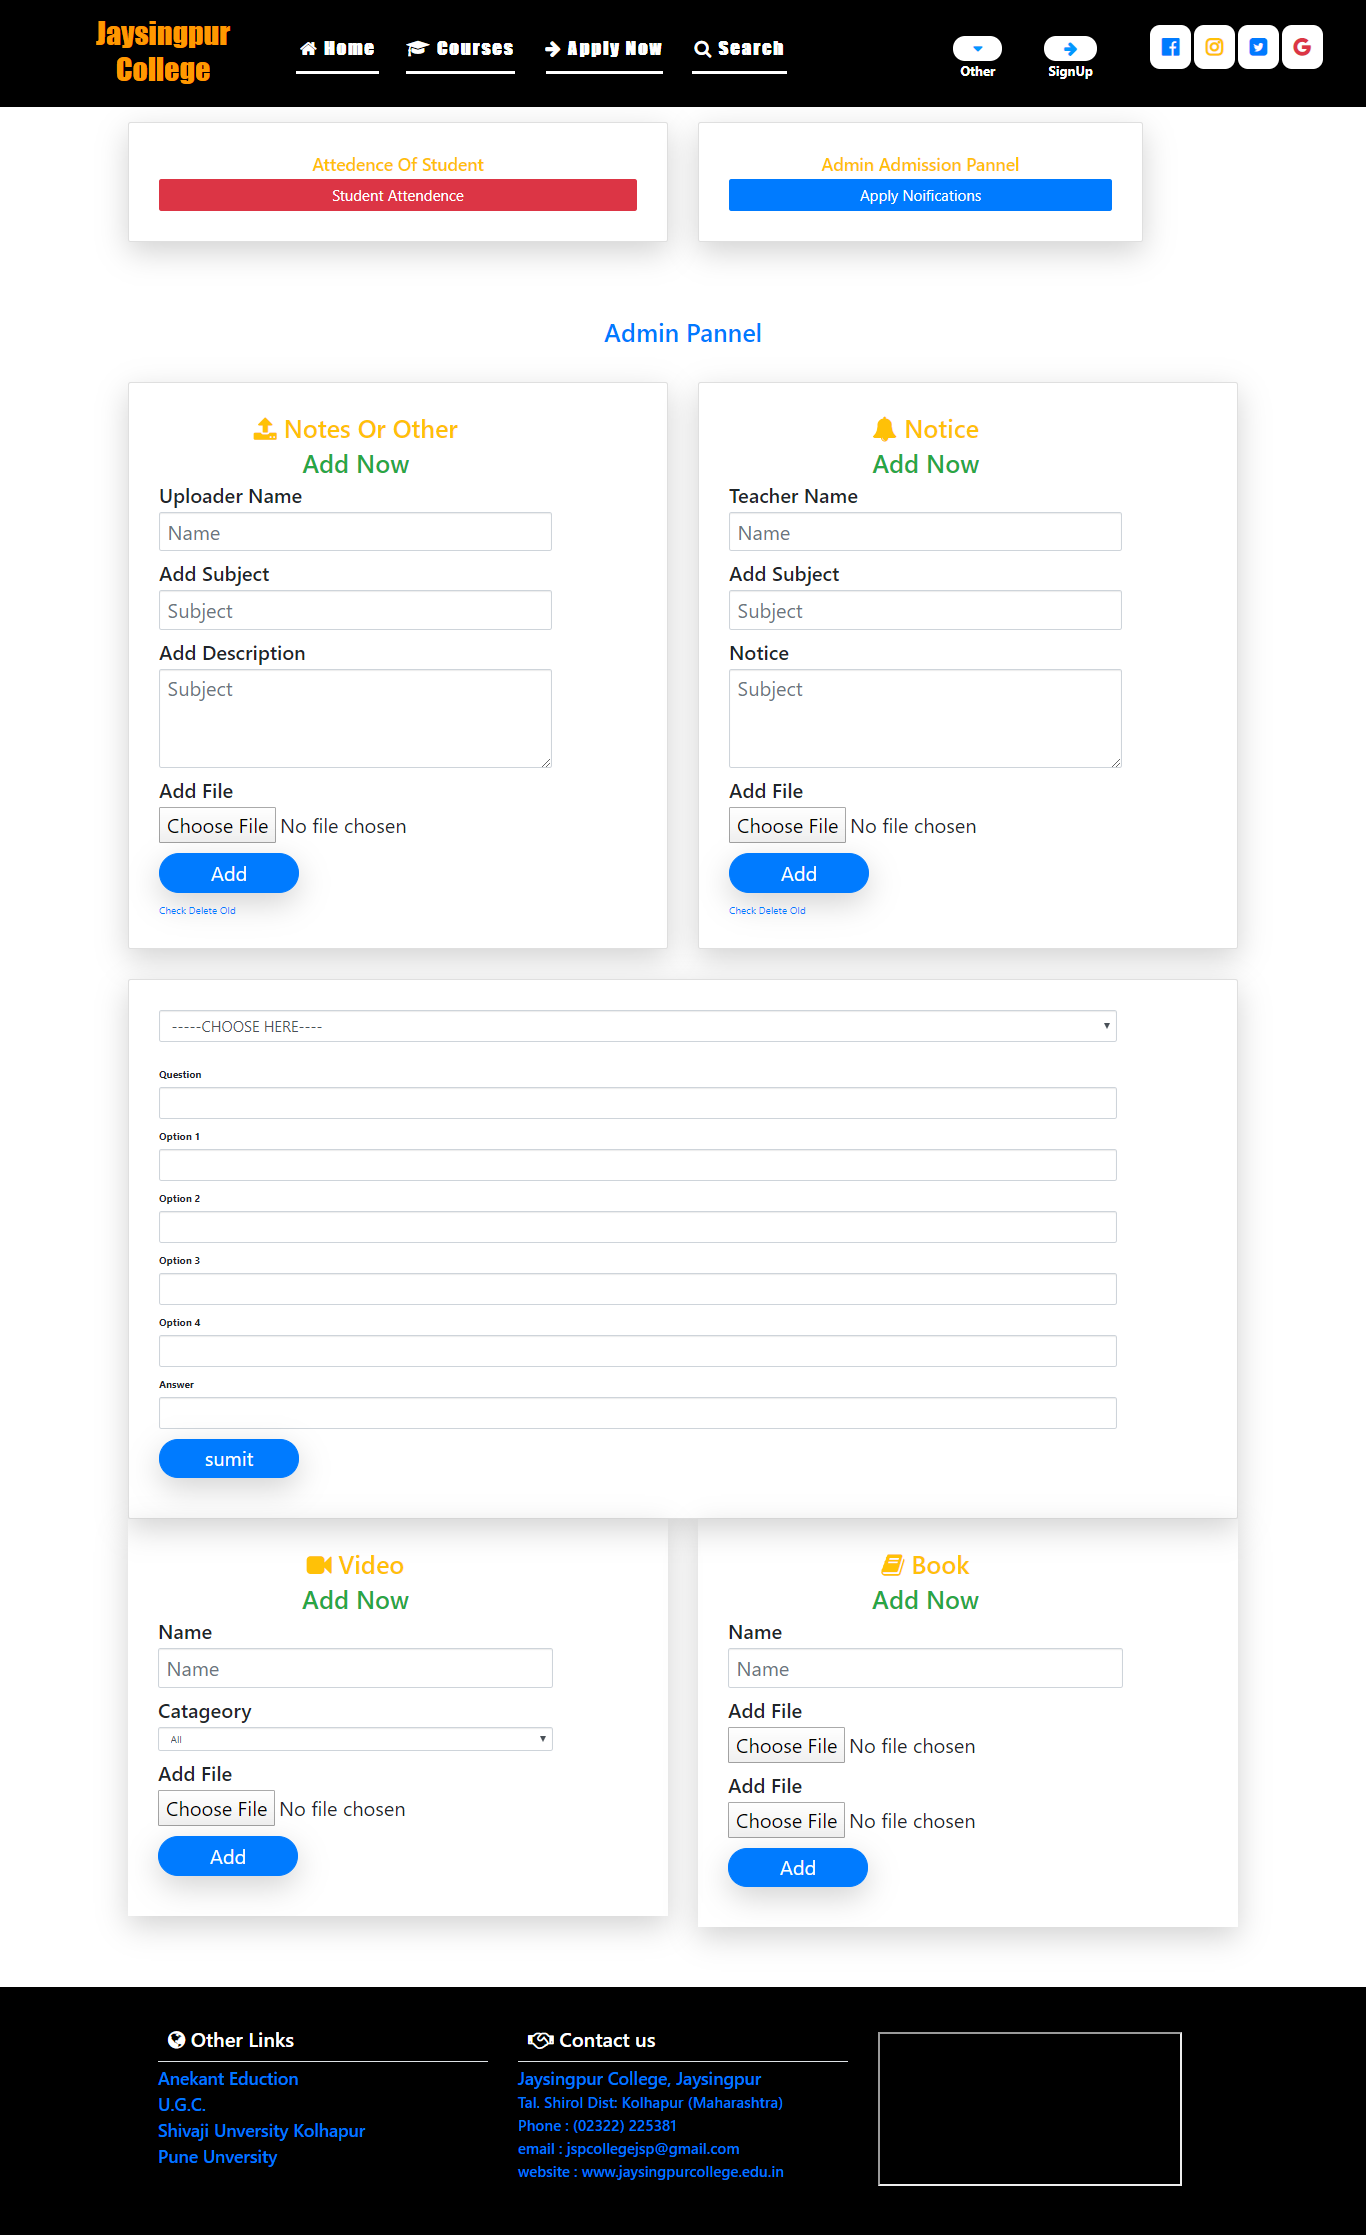 Jaysingpur
College
Home
Courses
Apply Now
Search
Other
SignUp
Attedence Of Student
Student Attendence
Admin Admission Pannel
Apply Noifications
Admin Pannel
Notes Or Other
Add Now
Uploader Name
Name
Add Subject
Subject
Add Description
Subject
Add File
Choose File No file chosen
Add
Check Delete Old
Notice
Add Now
Teacher Name
Name
Add Subject
Subject
Notice
Subject
Add File
Choose File No file chosen
Add
Check Delete Old
-----CHOOSE HERE----
Question
Option 1
Option 2
Option 3
Option 4
Answer
sumit
Video
Add Now
Name
Name
Catageory
All
Add File
Choose File No file chosen
Add
Book
Add Now
Name
Name
Add File
Choose File No file chosen
Add File
Choose File No file chosen
Add
Other Links
Anekant Eduction
U.G.C.
Shivaji Unversity Kolhapur
Pune Unversity
Contact us
Jaysingpur College, Jaysingpur
Tal. Shirol Dist: Kolhapur (Maharashtra)
Phone : (02322) 225381
email : jspcollegejsp@gmail.com
website : www.jaysingpurcollege.edu.in